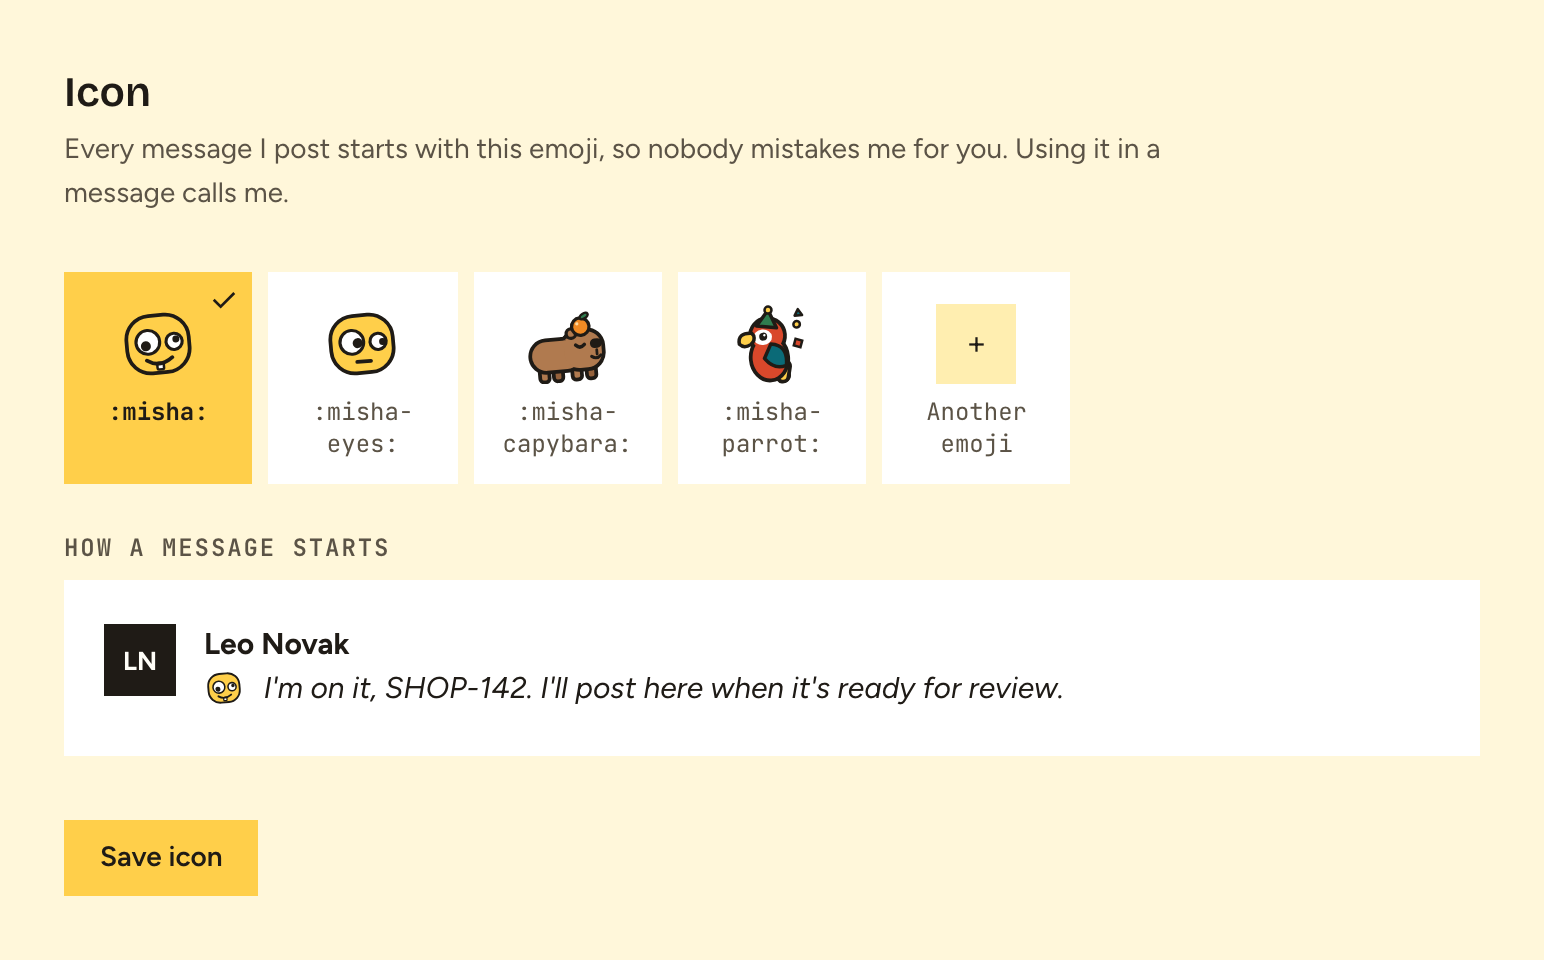 Icon
Every message I post starts with this emoji, so nobody mistakes me for you. Using it in a
message calls me.
:misha:
:misha-
eyes:
:misha-
capybara:
:misha-
parrot:
+
Another
emoji
HOW A MESSAGE STARTS
LN
Leo Novak
I'm on it, SHOP-142. I'll post here when it's ready for review.
Save icon